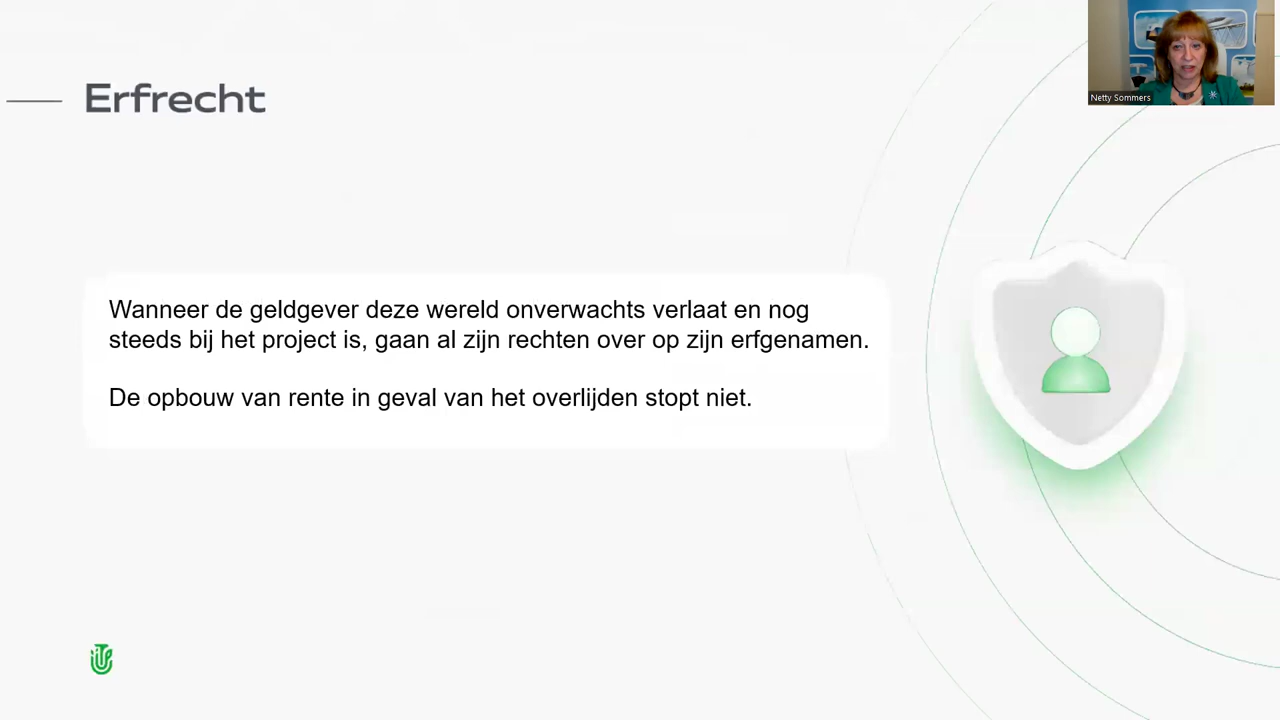 Erfrecht
Netty Sommers
Wanneer de geldgever deze wereld onverwachts verlaat en nog
steeds bij het project is, gaan al zijn rechten over op zijn erfgenamen.
De opbouw van rente in geval van het overlijden stopt niet.